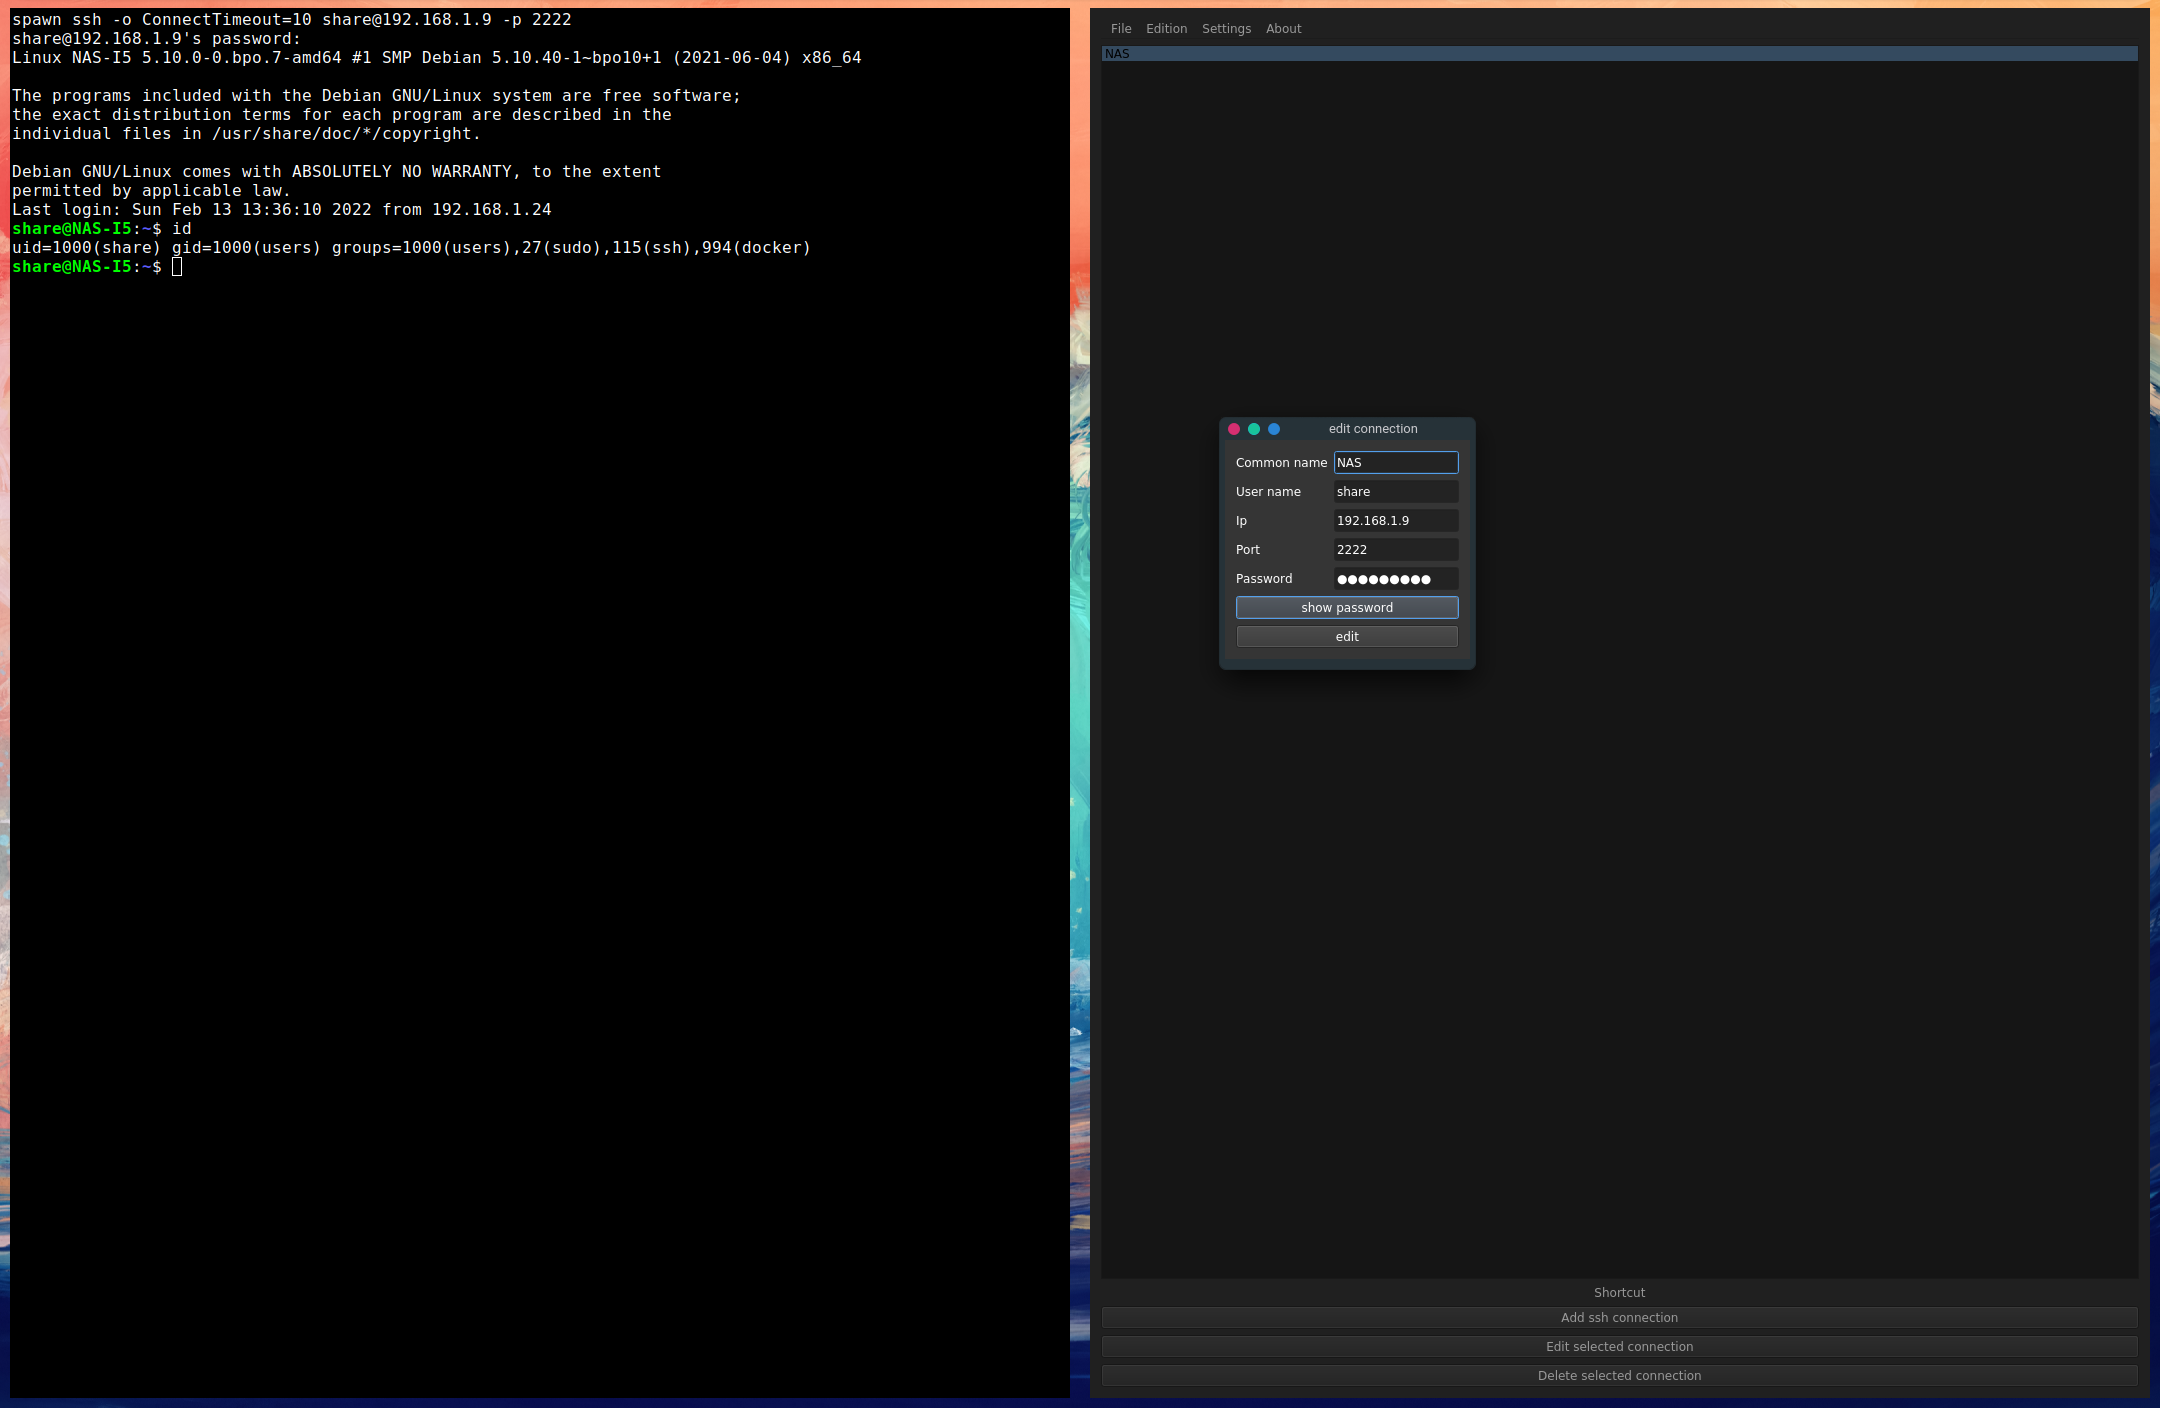 spawn ssh -o ConnectTimeout=10 share@192.168.1.9 -p 2222
share@192.168.1.9's password:
Linux NAS-I5 5.10.0-0.bpo.7-amd64 #1 SMP Debian 5.10.40-1~bpo10+1 (2021-06-04) x86_64
The programs included with the Debian GNU/Linux system are free software;
the exact distribution terms for each program are described in the
individual files in /usr/share/doc/*/copyright.
Debian GNU/Linux comes with ABSOLUTELY NO WARRANTY, to the extent
permitted by applicable law.
Last login: Sun Feb 13 13:36:10 2022 from 192.168.1.24
share@NAS-I5:~$ id
uid=1000(share) gid=1000(users) groups=1000(users),27(sudo),115(ssh),994(docker)
share@NAS-I5:~$
File Edition Settings About
NAS
edit connection
Common name NAS
User name share
Ip 192.168.1.9
Port 2222
Password ●●●●●●●●●
show password
edit
Shortcut
Add ssh connection
Edit selected connection
Delete selected connection